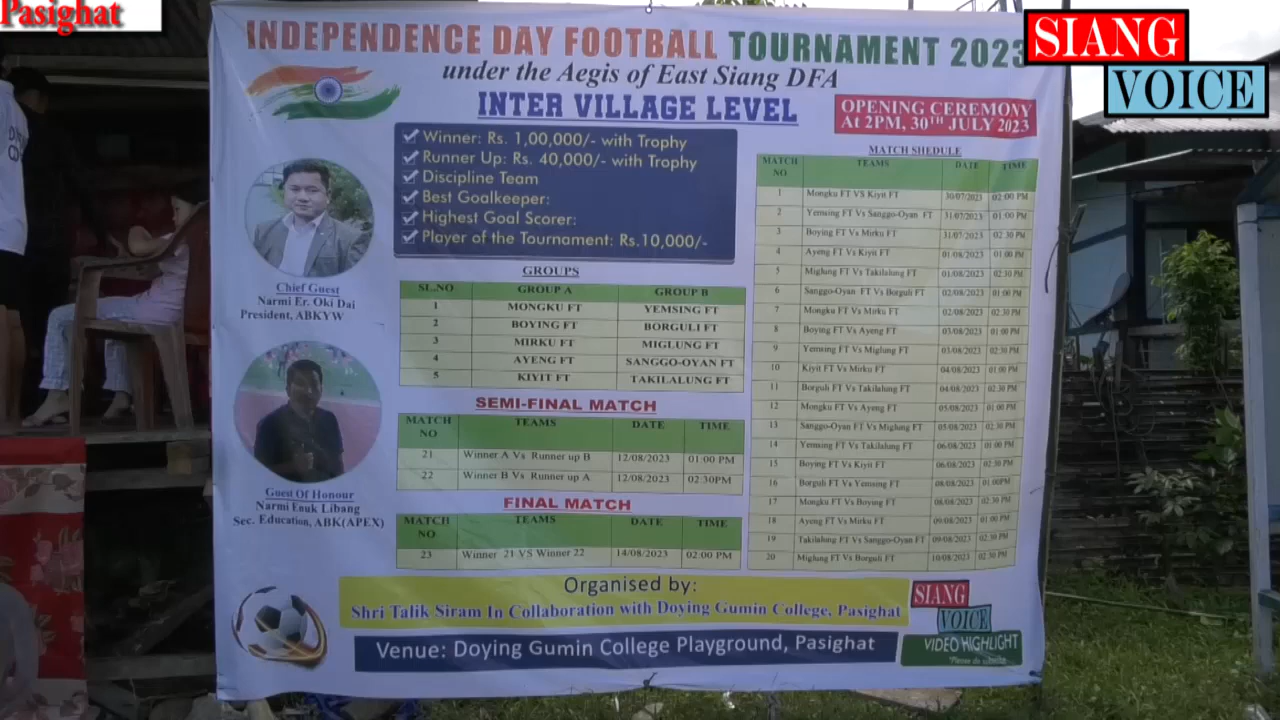 Pasighat
SIANG
VOICE
INDEPENDENCE DAY FOOTBALL TOURNAMENT 2023
under the Aegis of East Siang DFA
INTER VILLAGE LEVEL
OPENING CEREMONY
At 2PM, 30TH JULY 2023
Winner: Rs. 1,00,000/- with Trophy
Runner Up: Rs. 40,000/- with Trophy
Discipline Team
Best Goalkeeper:
Highest Goal Scorer:
Player of the Tournament: Rs.10,000/-
Chief Guest
Narmi Er. Oki Dai
President, ABKYW
Guest Of Honour
Narmi Enuk Libang
Sec. Education, ABK(APEX)
GROUPS
SL.NO GROUP A GROUP B
1 MONGKU FT YEMSING FT
2 BOYING FT BORGULI FT
3 MIRKU FT MIGLUNG FT
4 AYENG FT SANGGO-OYAN FT
5 KIYIT FT TAKILALUNG FT
SEMI-FINAL MATCH
MATCH NO TEAMS DATE TIME
21 Winner A Vs Runner up B 12/08/2023 01:00 PM
22 Winner B Vs Runner up A 12/08/2023 02:30PM
FINAL MATCH
MATCH NO TEAMS DATE TIME
23 Winner 21 VS Winner 22 14/08/2023 02:00 PM
MATCH SHEDULE
MATCH NO TEAMS DATE TIME
1 Mongku FT VS Kiyit FT 30/07/2023 02:00 PM
2 Yemsing FT Vs Sanggo-Oyan FT 31/07/2023 01:00 PM
3 Boying FT Vs Mirku FT 31/07/2023 02:30 PM
4 Ayeng FT Vs Kiyit FT 01/08/2023 01:00 PM
5 Miglung FT Vs Takilalung FT 01/08/2023 02:30 PM
6 Sanggo-Oyan FT Vs Borguli FT 02/08/2023 01:00 PM
7 Mongku FT Vs Mirku FT 02/08/2023 02:30 PM
8 Boying FT Vs Ayeng FT 03/08/2023 01:00 PM
9 Yemsing FT Vs Miglung FT 03/08/2023 02:30 PM
10 Kiyit FT Vs Mirku FT 04/08/2023 01:00 PM
11 Borguli FT Vs Takilalung FT 04/08/2023 02:30 PM
12 Mongku FT Vs Ayeng FT 05/08/2023 01:00 PM
13 Sanggo-Oyan FT Vs Miglung FT 05/08/2023 02:30 PM
14 Yemsing FT Vs Takilalung FT 06/08/2023 01:00 PM
15 Boying FT Vs Kiyit FT 06/08/2023 02:30 PM
16 Borguli FT Vs Yemsing FT 08/08/2023 01:00PM
17 Mongku FT Vs Boying FT 08/08/2023 02:30 PM
18 Ayeng FT Vs Mirku FT 09/08/2023 01:00 PM
19 Takilalung FT Vs Sanggo-Oyan FT 09/08/2023 02:30 PM
20 Miglung FT Vs Borguli FT 10/08/2023 02:30 PM
Organised by:
Shri Talik Siram In Collaboration with Doying Gumin College, Pasighat
Venue: Doying Gumin College Playground, Pasighat
SIANG
VOICE
VIDEO HIGHLIGHT